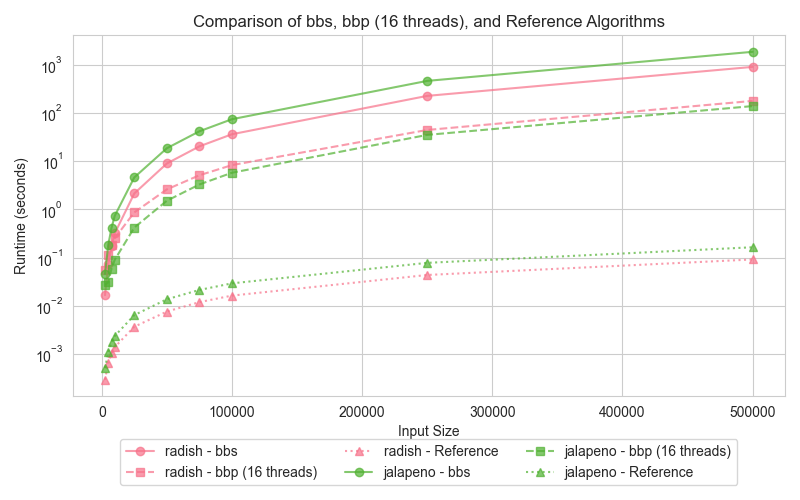 Comparison of bbs, bbp (16 threads), and Reference Algorithms
Runtime (seconds)
10³
10²
10¹
10⁰
10⁻¹
10⁻²
10⁻³
0 100000 200000 300000 400000 500000
Input Size
radish - bbs radish - Reference jalapeno - bbp (16 threads)
radish - bbp (16 threads) jalapeno - bbs jalapeno - Reference